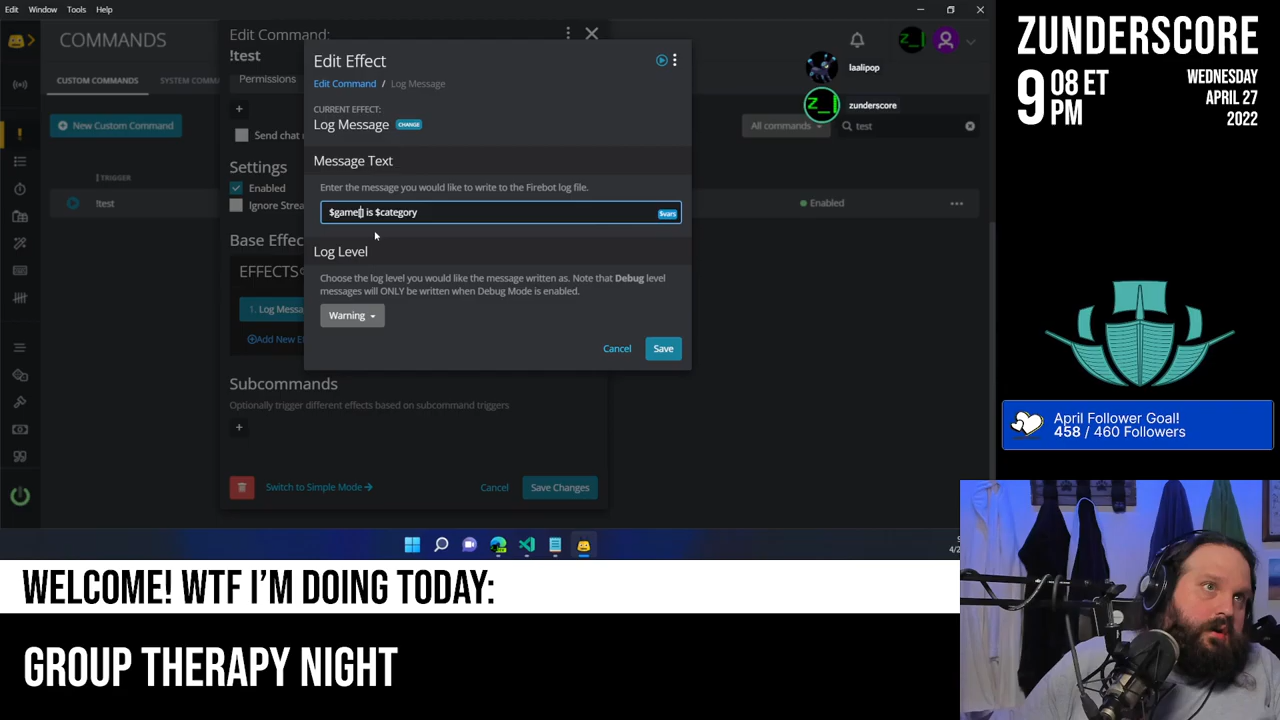 Edit Window Tools Help
COMMANDS
CUSTOM COMMANDS SYSTEM COMM
New Custom Command
TRIGGER
!test
Edit Command:
!test
Permissions
Send chat
Settings
Enabled
Ignore Strea
Base Effec
EFFECTS
1. Log Messa
Add New E
Subcommands
Optionally trigger different effects based on subcommand triggers
Switch to Simple Mode
Cancel
Save Changes
Edit Effect
Edit Command / Log Message
CURRENT EFFECT:
Log Message CHANGE
Message Text
Enter the message you would like to write to the Firebot log file.
$game[] is $category
$vars
Log Level
Choose the log level you would like the message written as. Note that Debug level
messages will ONLY be written when Debug Mode is enabled.
Warning
Cancel Save
All commands
test
Enabled
laalipop
zunderscore
z_|
z_|
9
4/2
ZUNDERSCORE
9 08 ET
PM
WEDNESDAY
APRIL 27
2022
April Follower Goal!
458 / 460 Followers
WELCOME! WTF I'M DOING TODAY:
GROUP THERAPY NIGHT